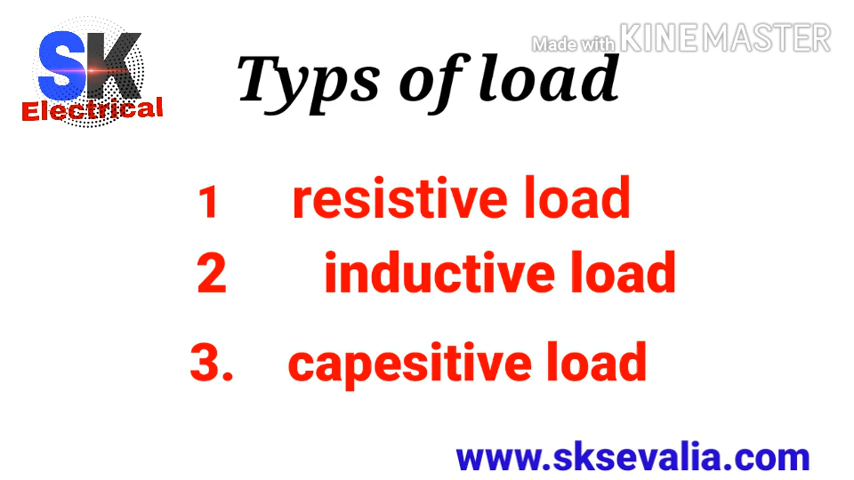 SK
Electrical
Made with KINEMASTER
Typs of load
1 resistive load
2 inductive load
3. capesitive load
www.sksevalia.com